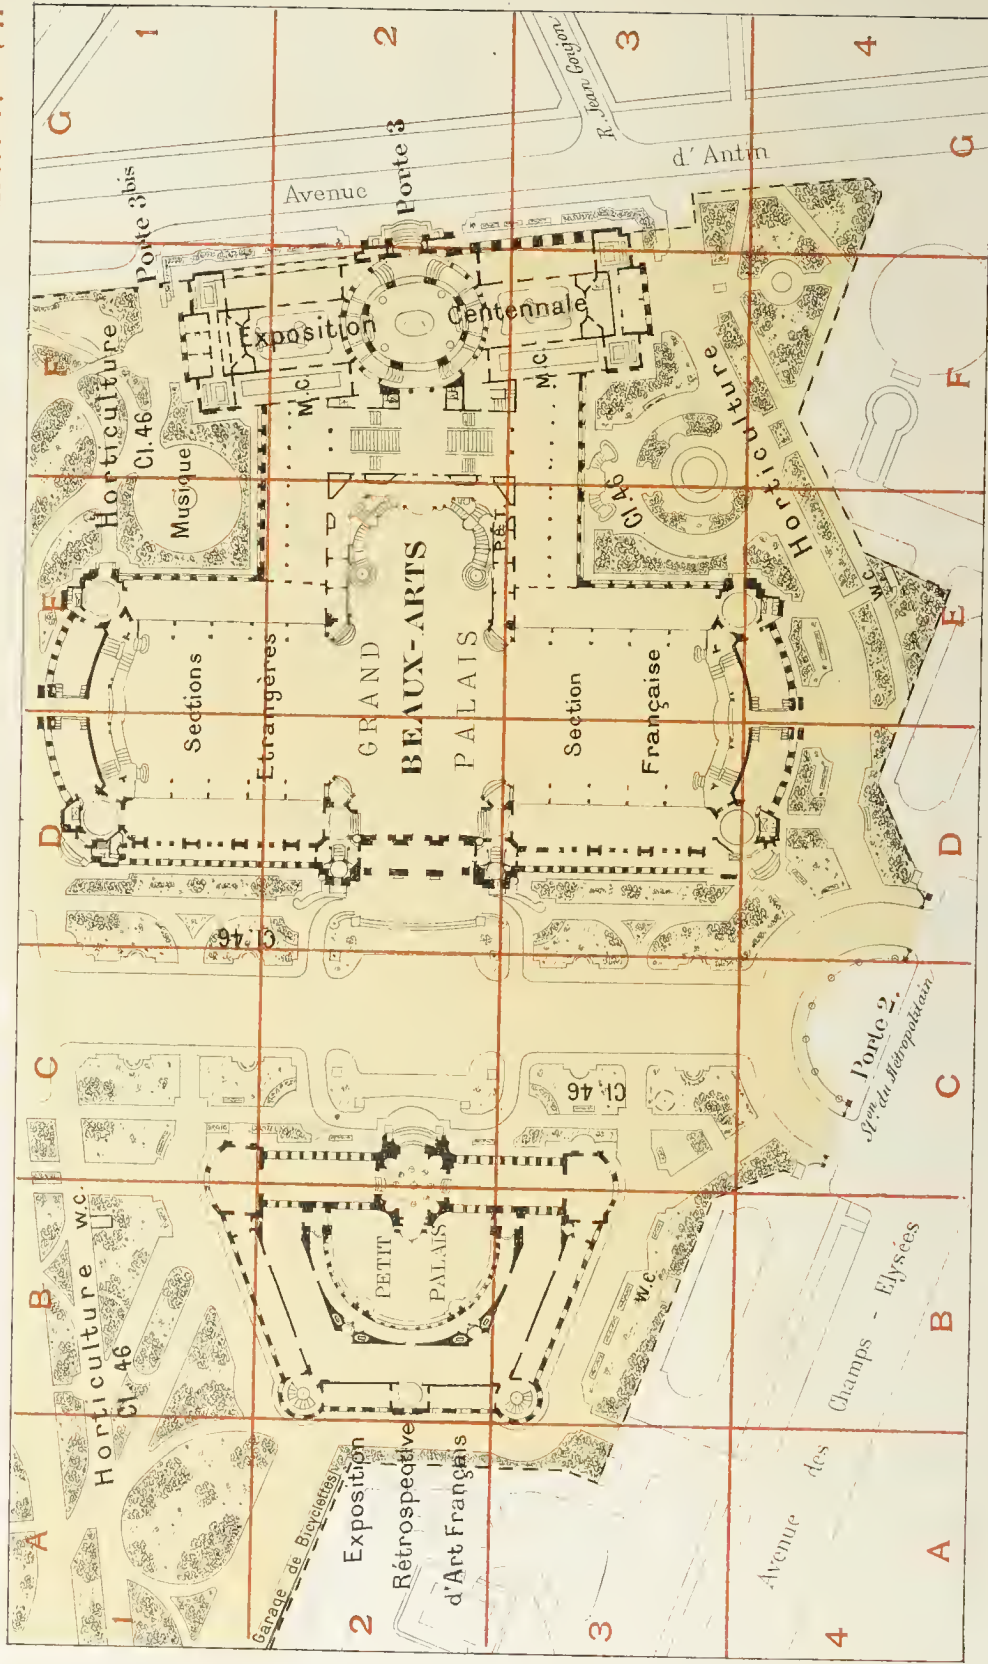 1
2
3
4
G
G
Porte 3bis
Avenue
Porte 3
R. Jean Goujon.
d'Antin
F
F
Horticulture
Cl. 46
Musique
Exposition
Centennale
M.C.
M.C.
Horticulture
Cl. 46
E
E
W.C.
Sections
Etrangères
GRAND
BEAUX-ARTS
PALAIS
Section
Française
D
D
Cl. 46
C
C
Cl. 46
Porte 2.
Ston du Métropolitain
B
B
Horticulture
W.C.
Cl. 46
PETIT
PALAIS
W.C
Avenue
des
Champs - Elysées
A
A
Garage de Bicyclettes
Exposition
Rétrospective
d'Art Français
1
2
3
4